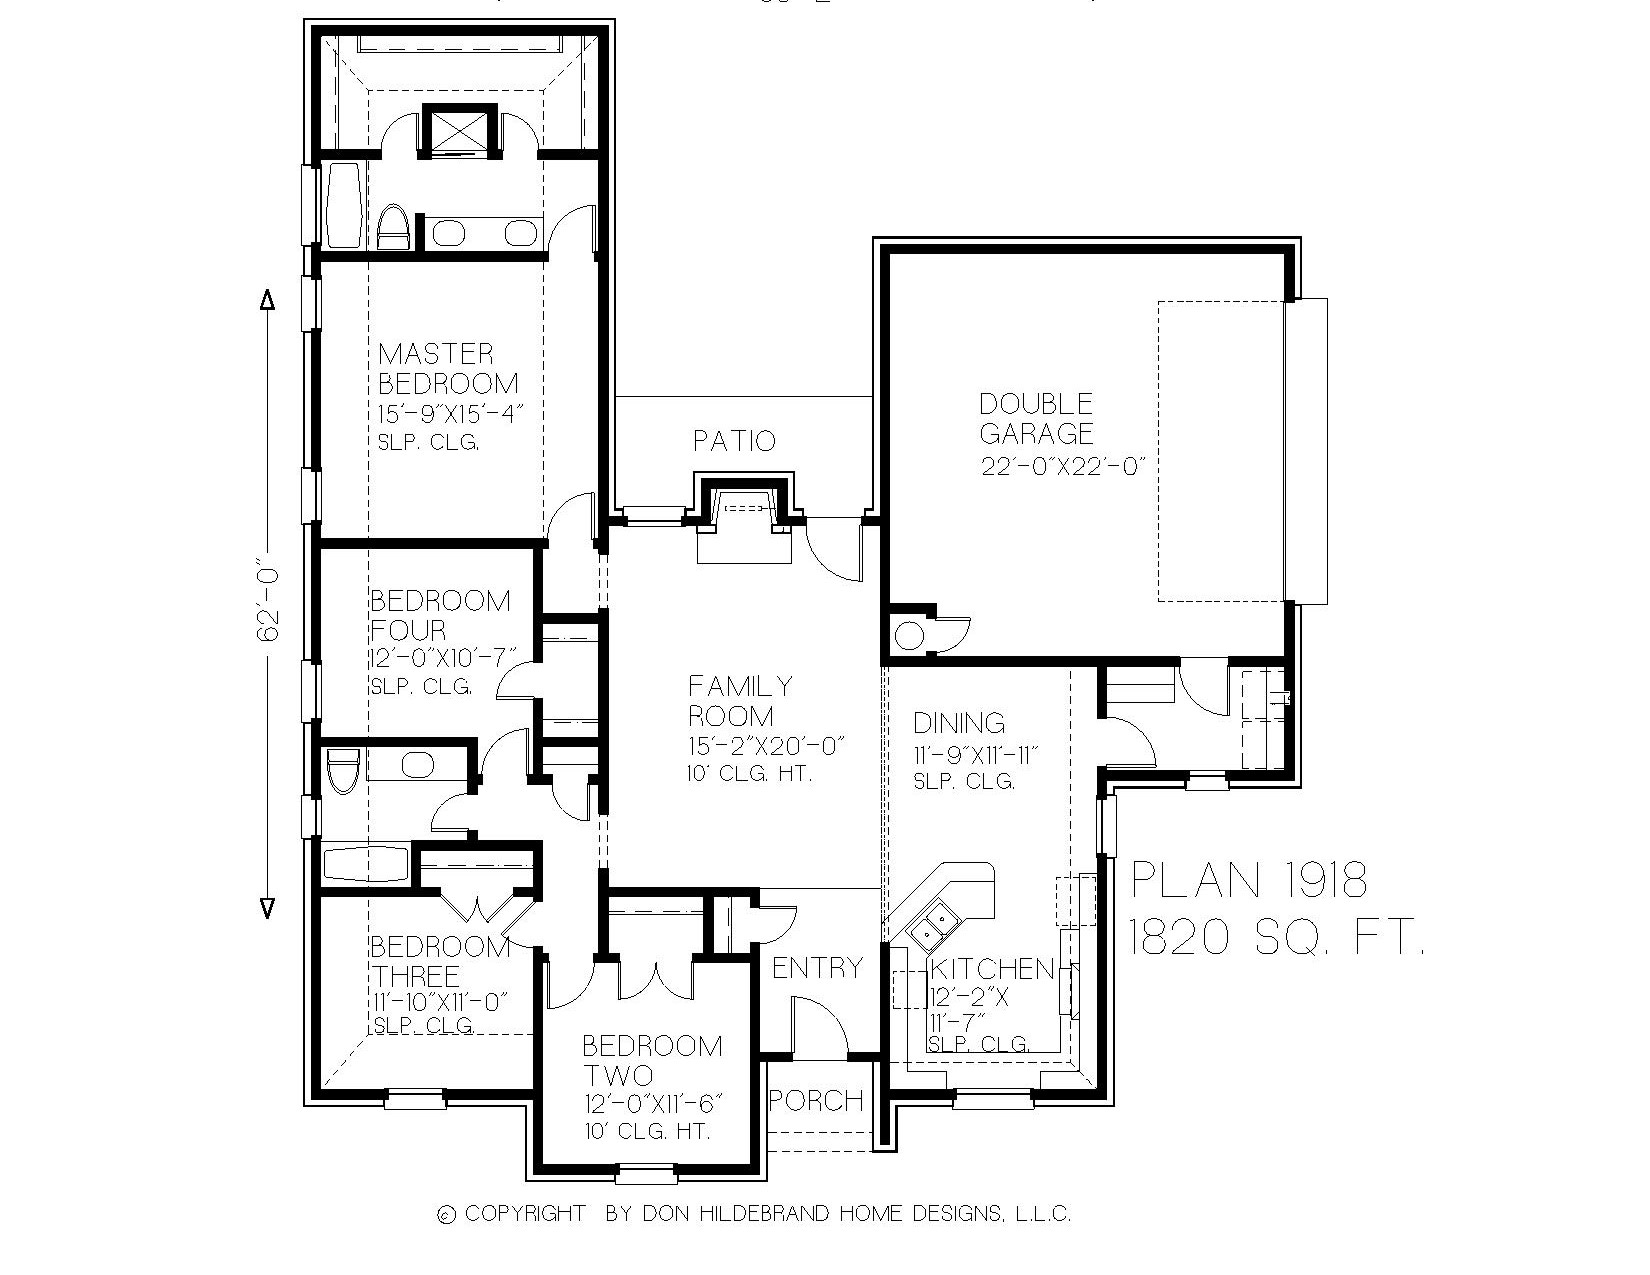 MASTER
BEDROOM
15'-9"X15'-4"
SLP. CLG.
PATIO
DOUBLE
GARAGE
22'-0"X22'-0"
62'-0"
BEDROOM
FOUR
12'-0"X10'-7"
SLP. CLG.
FAMILY
ROOM
15'-2"X20'-0"
10' CLG. HT.
DINING
11'-9"X11'-11"
SLP. CLG.
PLAN 1918
1820 SQ. FT.
BEDROOM
THREE
11'-10"X11'-0"
SLP. CLG.
ENTRY
KITCHEN
12'-2"X
11'-7"
SLP. CLG.
BEDROOM
TWO
12'-0"X11'-6"
10' CLG. HT.
PORCH
© COPYRIGHT BY DON HILDEBRAND HOME DESIGNS, L.L.C.